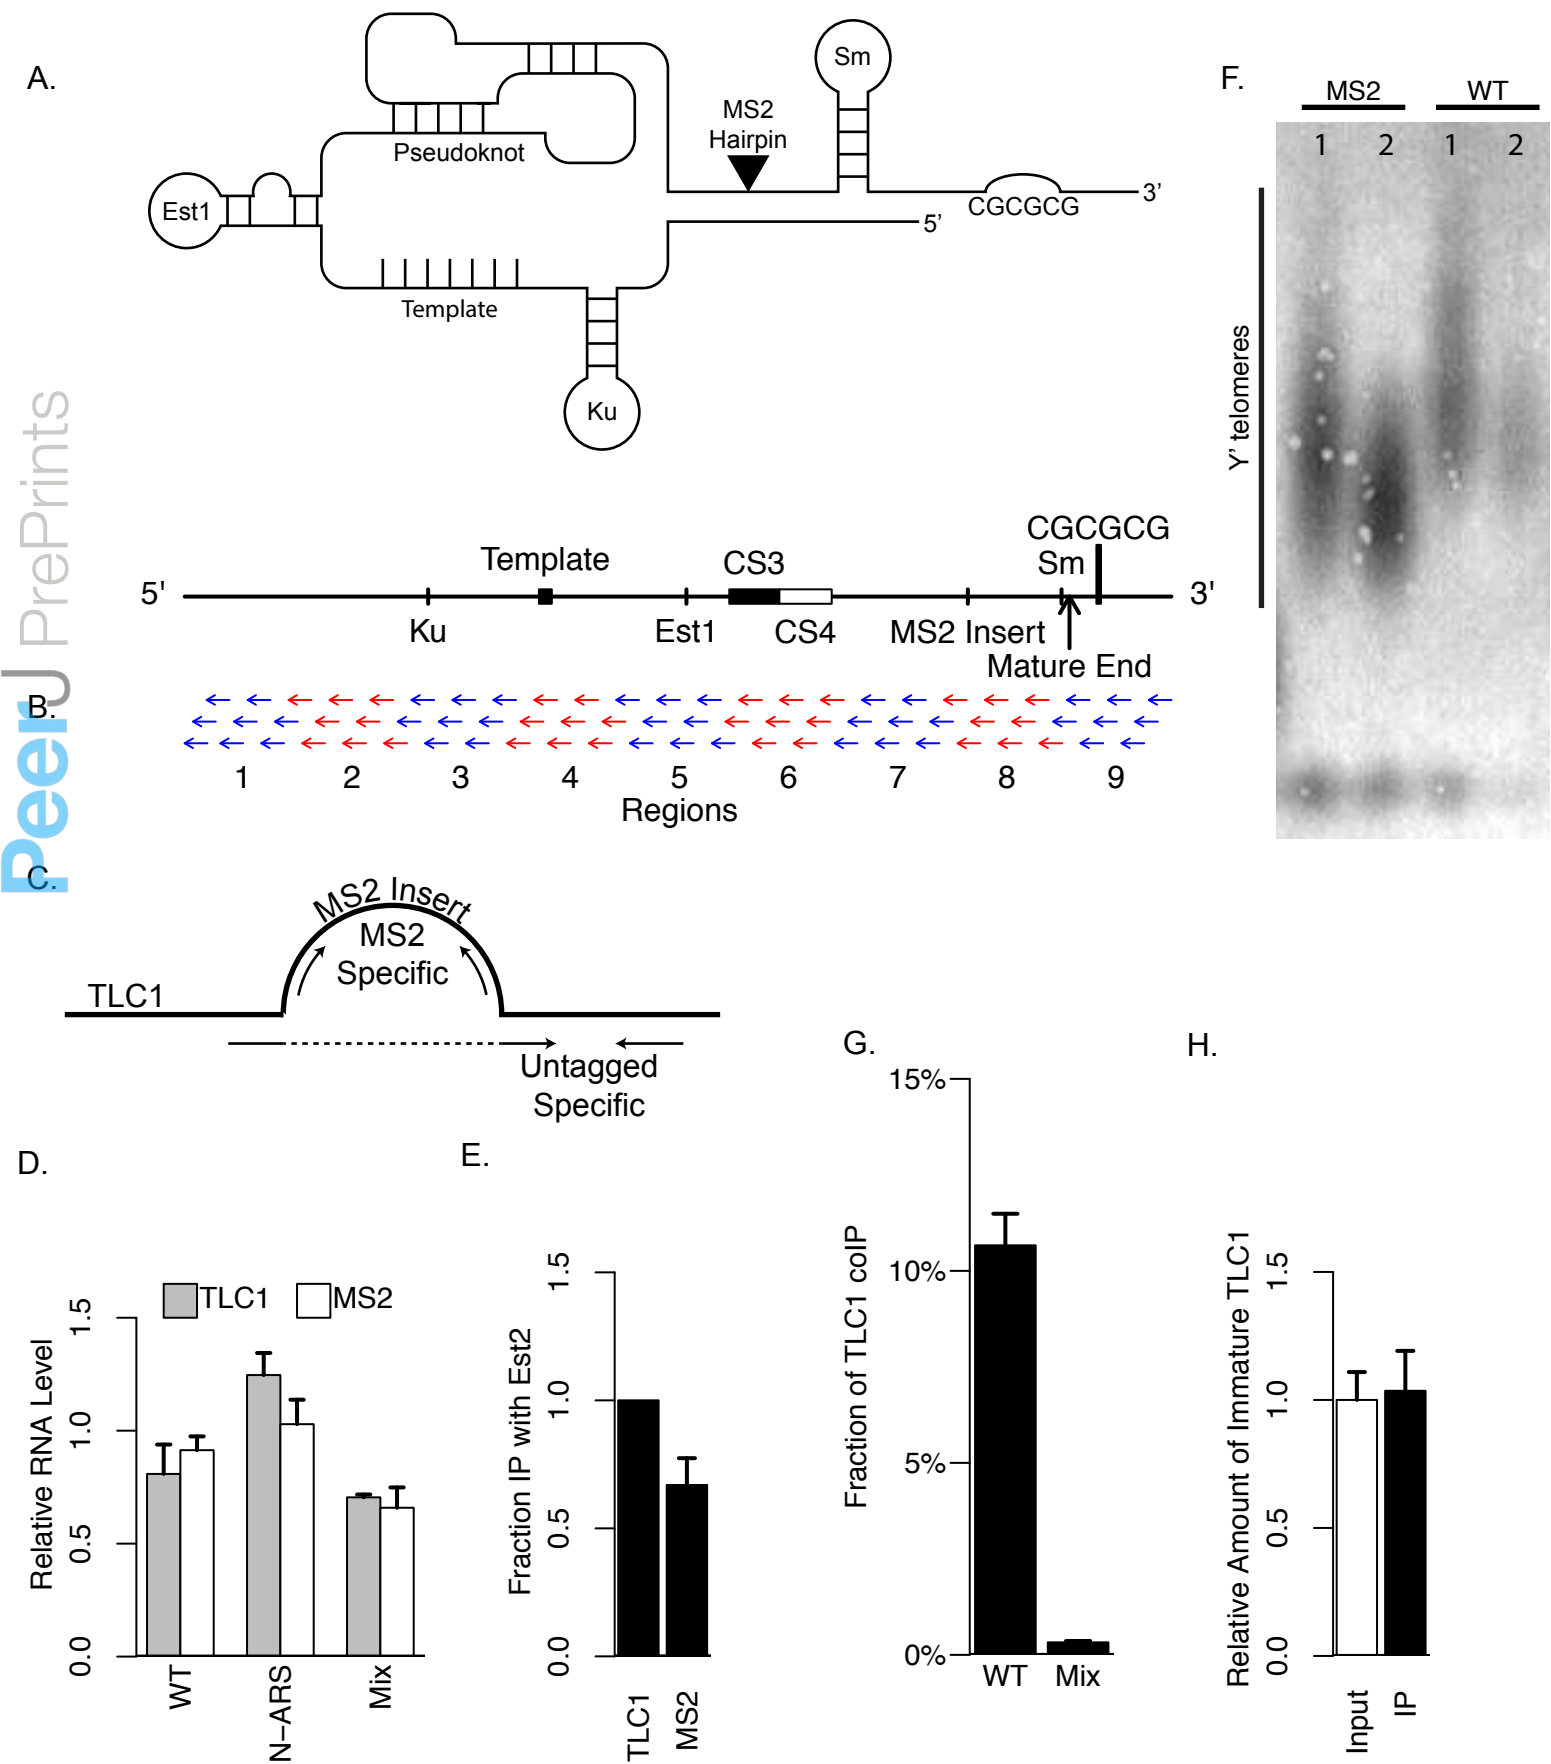 A.
Sm
MS2
Hairpin
Pseudoknot
Est1
CGCGCG
3’
5’
Template
Ku
CGCGCG
Template
CS3
Sm
5'
3'
Ku
Est1
CS4
MS2 Insert
Mature End
B.
1 2 3 4 5 6 7 8 9
Regions
C.
MS2 Insert
MS2
Specific
TLC1
Untagged
Specific
D.
TLC1 MS2
Relative RNA Level
1.5
1.0
0.5
0.0
WT
N−ARS
Mix
E.
Fraction IP with Est2
1.5
1.0
0.5
0.0
TLC1
MS2
F.
MS2 WT
1 2 1 2
Y’ telomeres
G.
Fraction of TLC1 coIP
15%
10%
5%
0%
WT Mix
H.
Relative Amount of Immature TLC1
1.5
1.0
0.5
0.0
Input
IP
PeerJ PrePrints